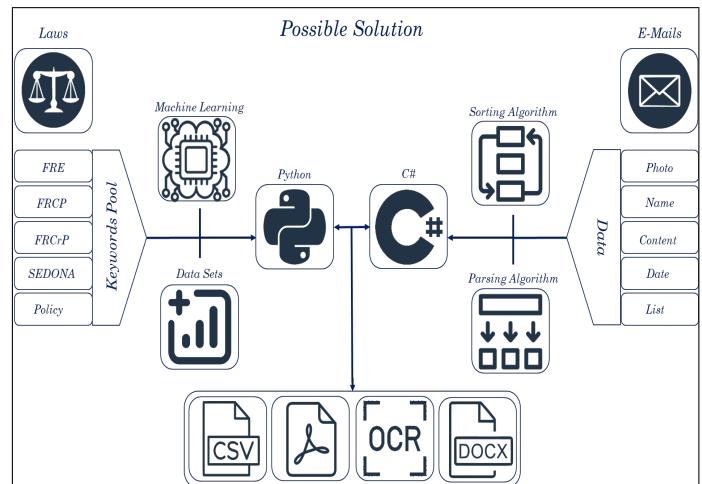 Possible Solution
Laws
FRE
FRCP
FRCrP
SEDONA
Policy
Keywords Pool
Machine Learning
Data Sets
Python
C#
Sorting Algorithm
Parsing Algorithm
Data
E-Mails
Photo
Name
Content
Date
List
CSV
OCR
DOCX